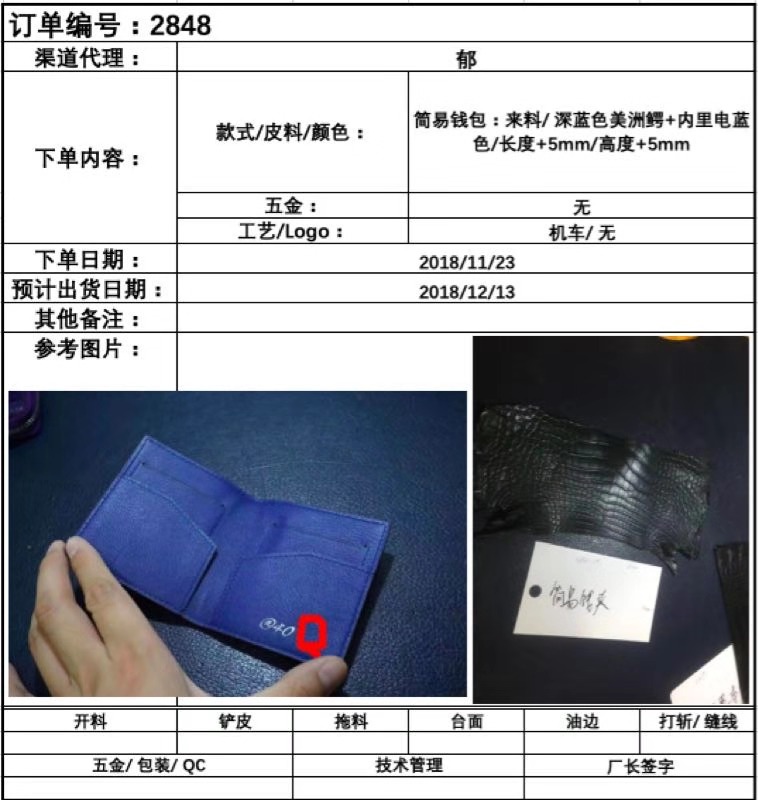 订单编号：2848
渠道代理：
郁
下单内容：
款式/皮料/颜色：
简易钱包：来料/ 深蓝色美洲鳄+内里电蓝
色/长度+5mm/高度+5mm
五金：
无
工艺/Logo：
机车/ 无
下单日期：
2018/11/23
预计出货日期：
2018/12/13
其他备注：
参考图片：
@40
简易钱夹
开料
铲皮
拖料
台面
油边
打斩/ 缝线
五金/ 包装/ QC
技术管理
厂长签字